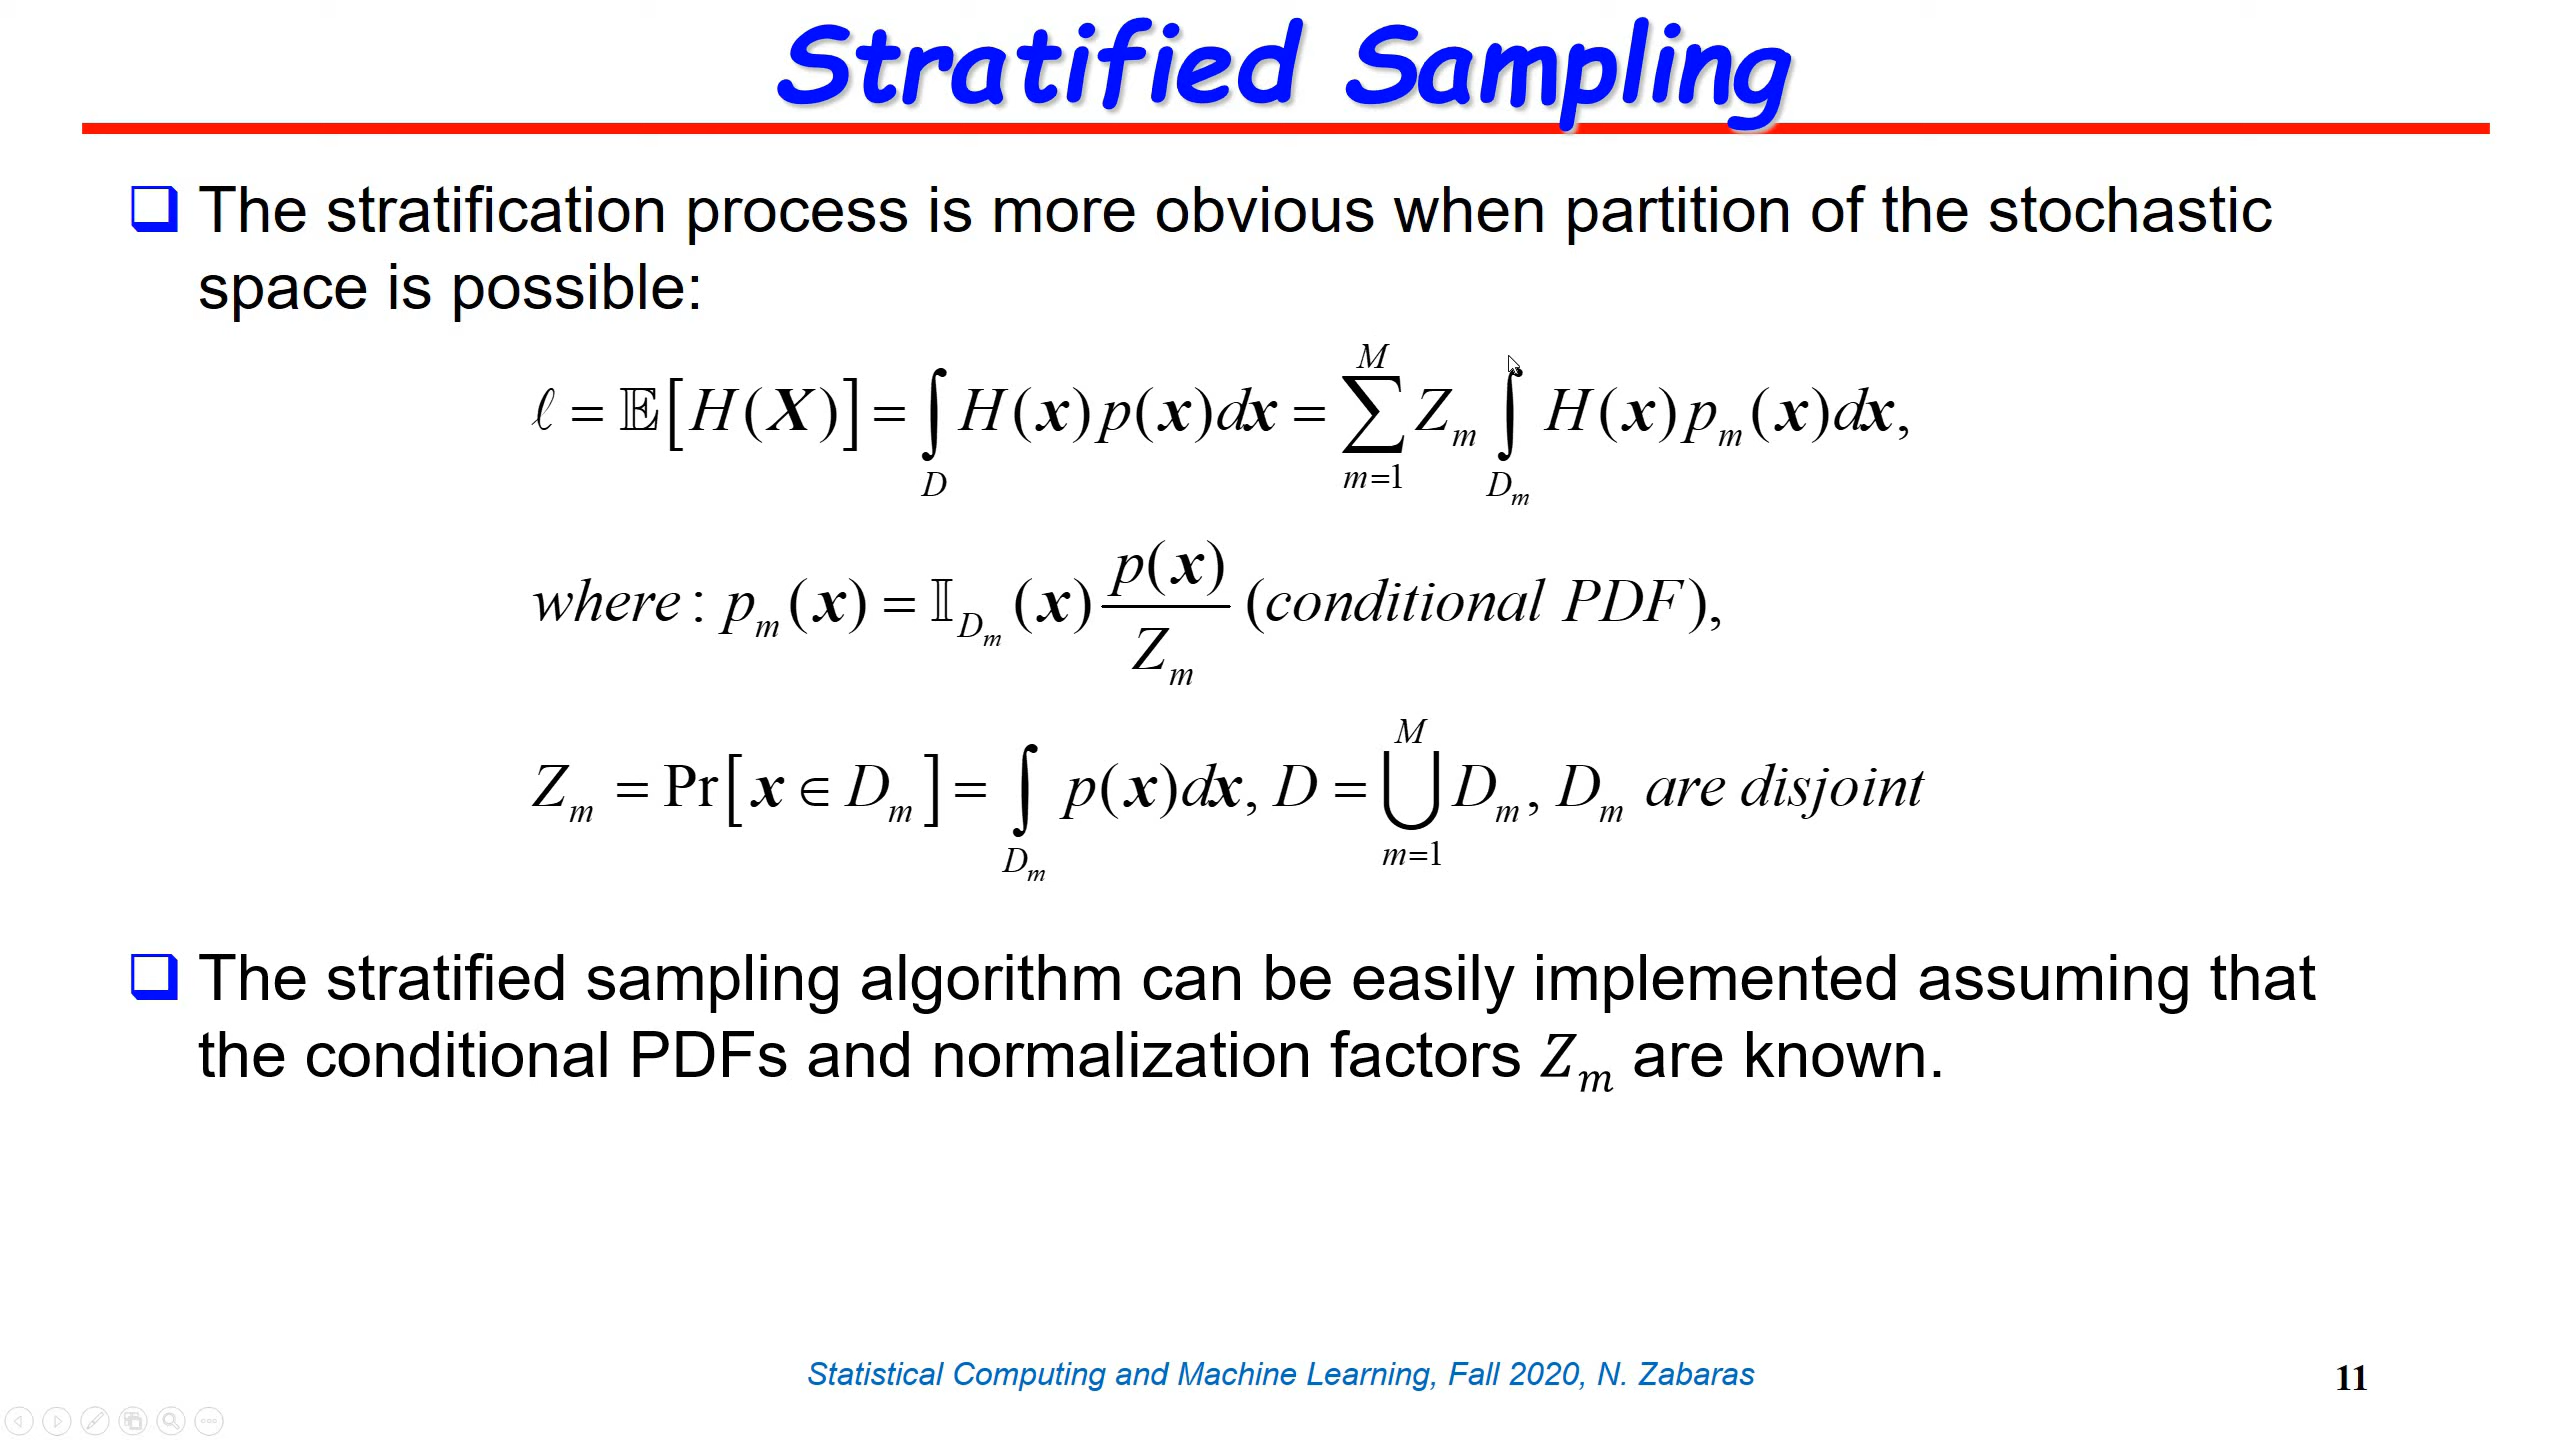 Stratified Sampling
The stratification process is more obvious when partition of the stochastic
space is possible:
ℓ = 𝔼[H(X)] = ∫_D H(x)p(x)dx = ∑_{m=1}^{M} Z_m ∫_{D_m} H(x)p_m(x)dx,
where: p_m(x) = 𝕀_{D_m}(x) p(x)/Z_m (conditional PDF),
Z_m = Pr[x ∈ D_m] = ∫_{D_m} p(x)dx, D = ⋃_{m=1}^{M} D_m, D_m are disjoint
The stratified sampling algorithm can be easily implemented assuming that
the conditional PDFs and normalization factors Z_m are known.
Statistical Computing and Machine Learning, Fall 2020, N. Zabaras
11